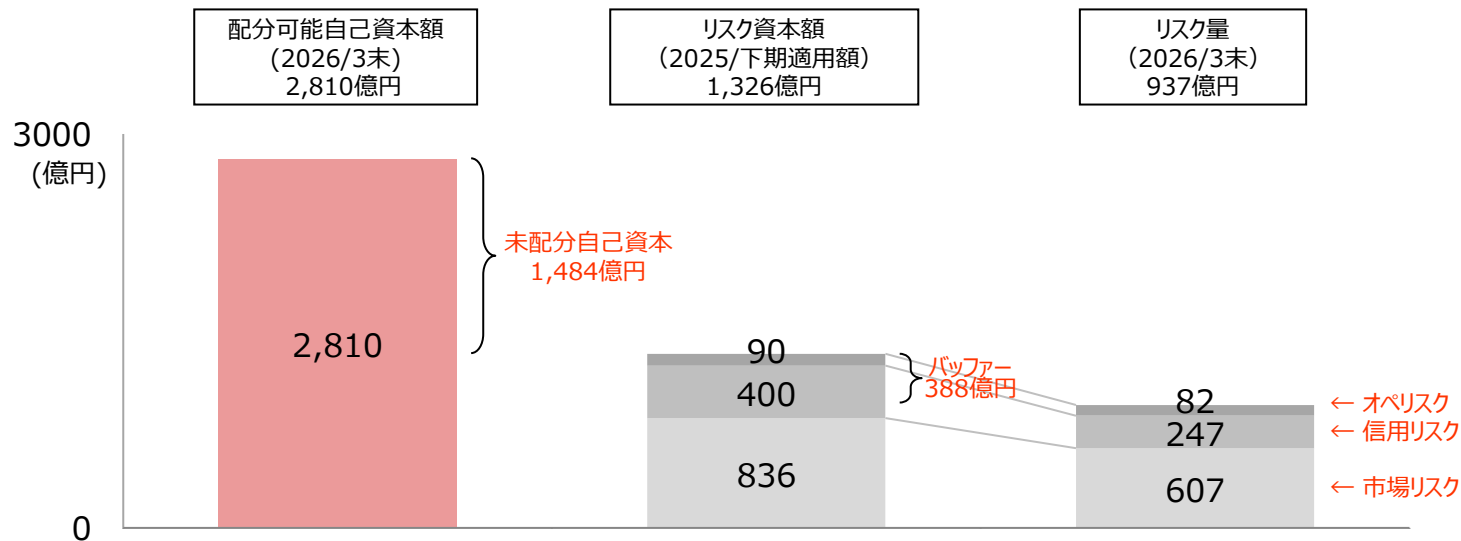 配分可能自己資本額
(2026/3末)
2,810億円
リスク資本額
（2025/下期適用額）
1,326億円
リスク量
（2026/3末）
937億円
3000
(億円)
未配分自己資本
1,484億円
2,810
90
400
836
バッファー
388億円
82
247
607
← オペリスク
← 信用リスク
← 市場リスク
0